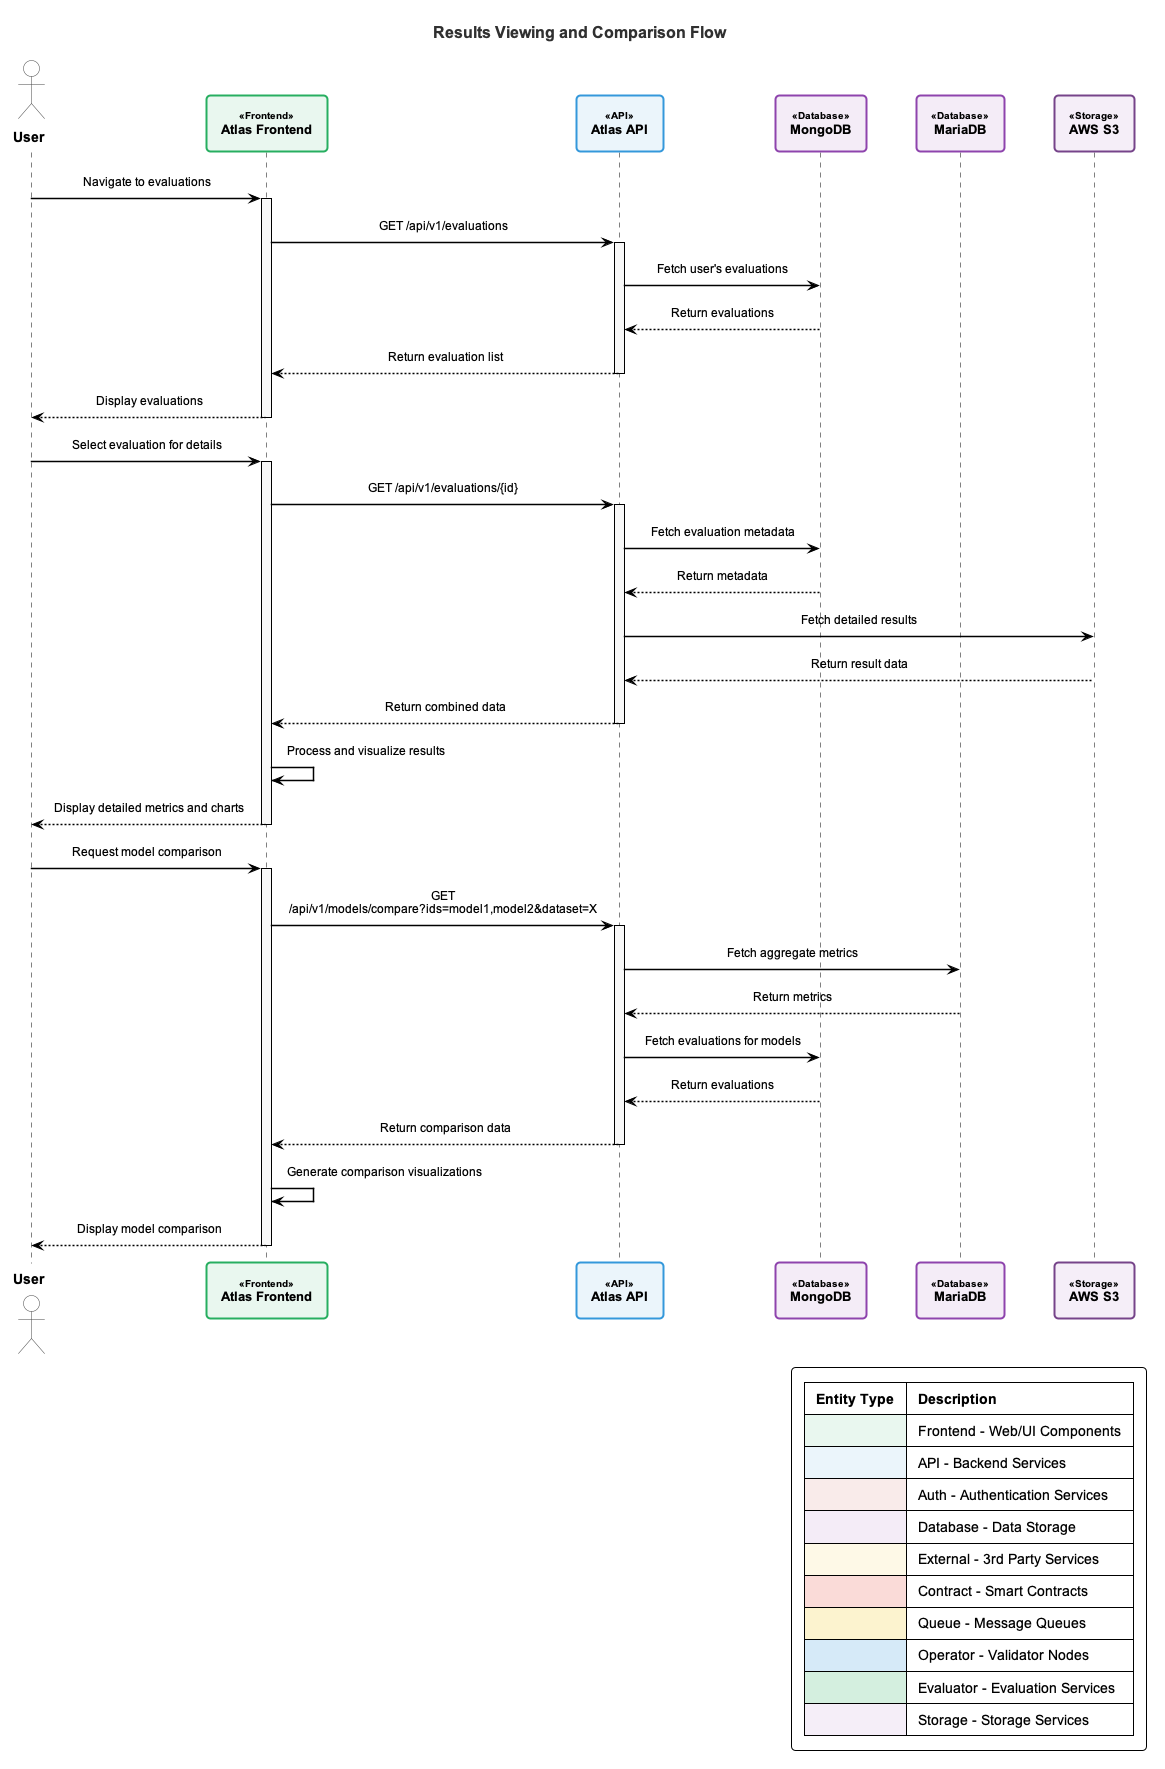 Results Viewing and Comparison Flow
User
«Frontend»
Atlas Frontend
«API»
Atlas API
«Database»
MongoDB
«Database»
MariaDB
«Storage»
AWS S3
Navigate to evaluations
GET /api/v1/evaluations
Fetch user's evaluations
Return evaluations
Return evaluation list
Display evaluations
Select evaluation for details
GET /api/v1/evaluations/{id}
Fetch evaluation metadata
Return metadata
Fetch detailed results
Return result data
Return combined data
Process and visualize results
Display detailed metrics and charts
Request model comparison
GET
/api/v1/models/compare?ids=model1,model2&dataset=X
Fetch aggregate metrics
Return metrics
Fetch evaluations for models
Return evaluations
Return comparison data
Generate comparison visualizations
Display model comparison
User
«Frontend»
Atlas Frontend
«API»
Atlas API
«Database»
MongoDB
«Database»
MariaDB
«Storage»
AWS S3
Entity Type Description
Frontend - Web/UI Components
API - Backend Services
Auth - Authentication Services
Database - Data Storage
External - 3rd Party Services
Contract - Smart Contracts
Queue - Message Queues
Operator - Validator Nodes
Evaluator - Evaluation Services
Storage - Storage Services